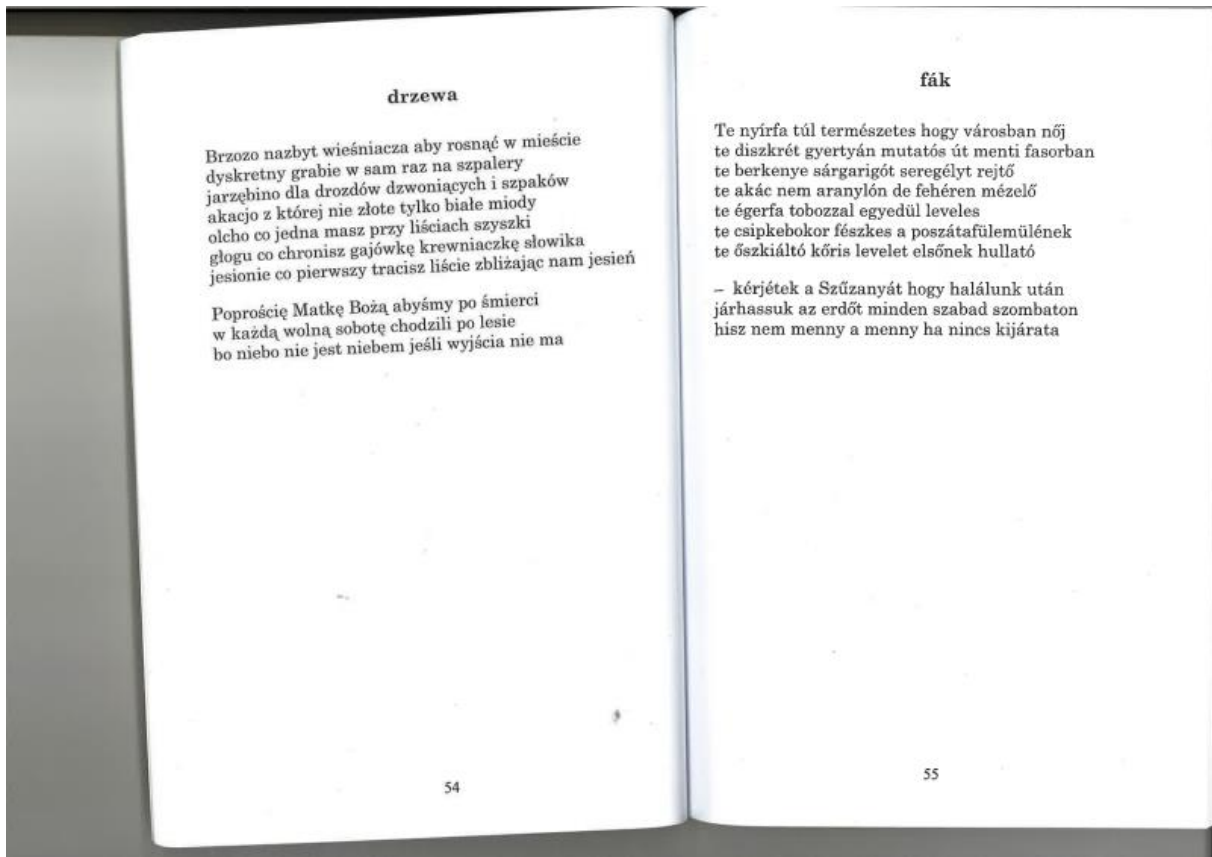 drzewa
Brzozo nazbyt wieśniacza aby rosnąć w mieście
dyskretny grabie w sam raz na szpalery
jarzębino dla drozdów dzwoniących i szpaków
akacjo z której nie złote tylko białe miody
olcho co jedna masz przy liściach szyszki
głogu co chronisz gajówkę krewniaczkę słowika
jesionie co pierwszy tracisz liście zbliżając nam jesień
Poproście Matkę Bożą abyśmy po śmierci
w każdą wolną sobotę chodzili po lesie
bo niebo nie jest niebem jeśli wyjścia nie ma
54
fák
Te nyírfa túl természetes hogy városban nőj
te diszkrét gyertyán mutatós út menti fasorban
te berkenye sárgarigót seregélyt rejtő
te akác nem aranylón de fehéren mézelő
te égerfa tobozzal egyedül leveles
te csipkebokor fészkes a poszátafülemülének
te őszkiáltó kőris levelet elsőnek hullató
– kérjétek a Szűzanyát hogy halálunk után
járhassuk az erdőt minden szabad szombaton
hisz nem menny a menny ha nincs kijárata
55